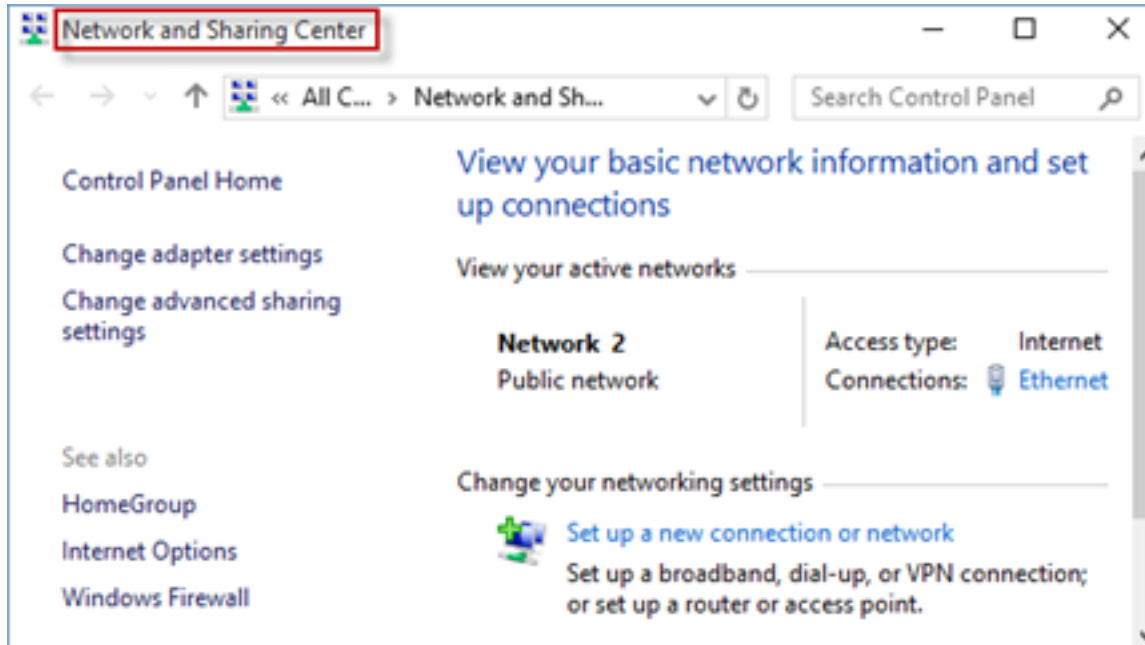 Network and Sharing Center
« All C... > Network and Sh...
Search Control Panel
Control Panel Home
Change adapter settings
Change advanced sharing
settings
See also
HomeGroup
Internet Options
Windows Firewall
View your basic network information and set
up connections
View your active networks
Network 2
Public network
Access type: Internet
Connections: Ethernet
Change your networking settings
Set up a new connection or network
Set up a broadband, dial-up, or VPN connection;
or set up a router or access point.